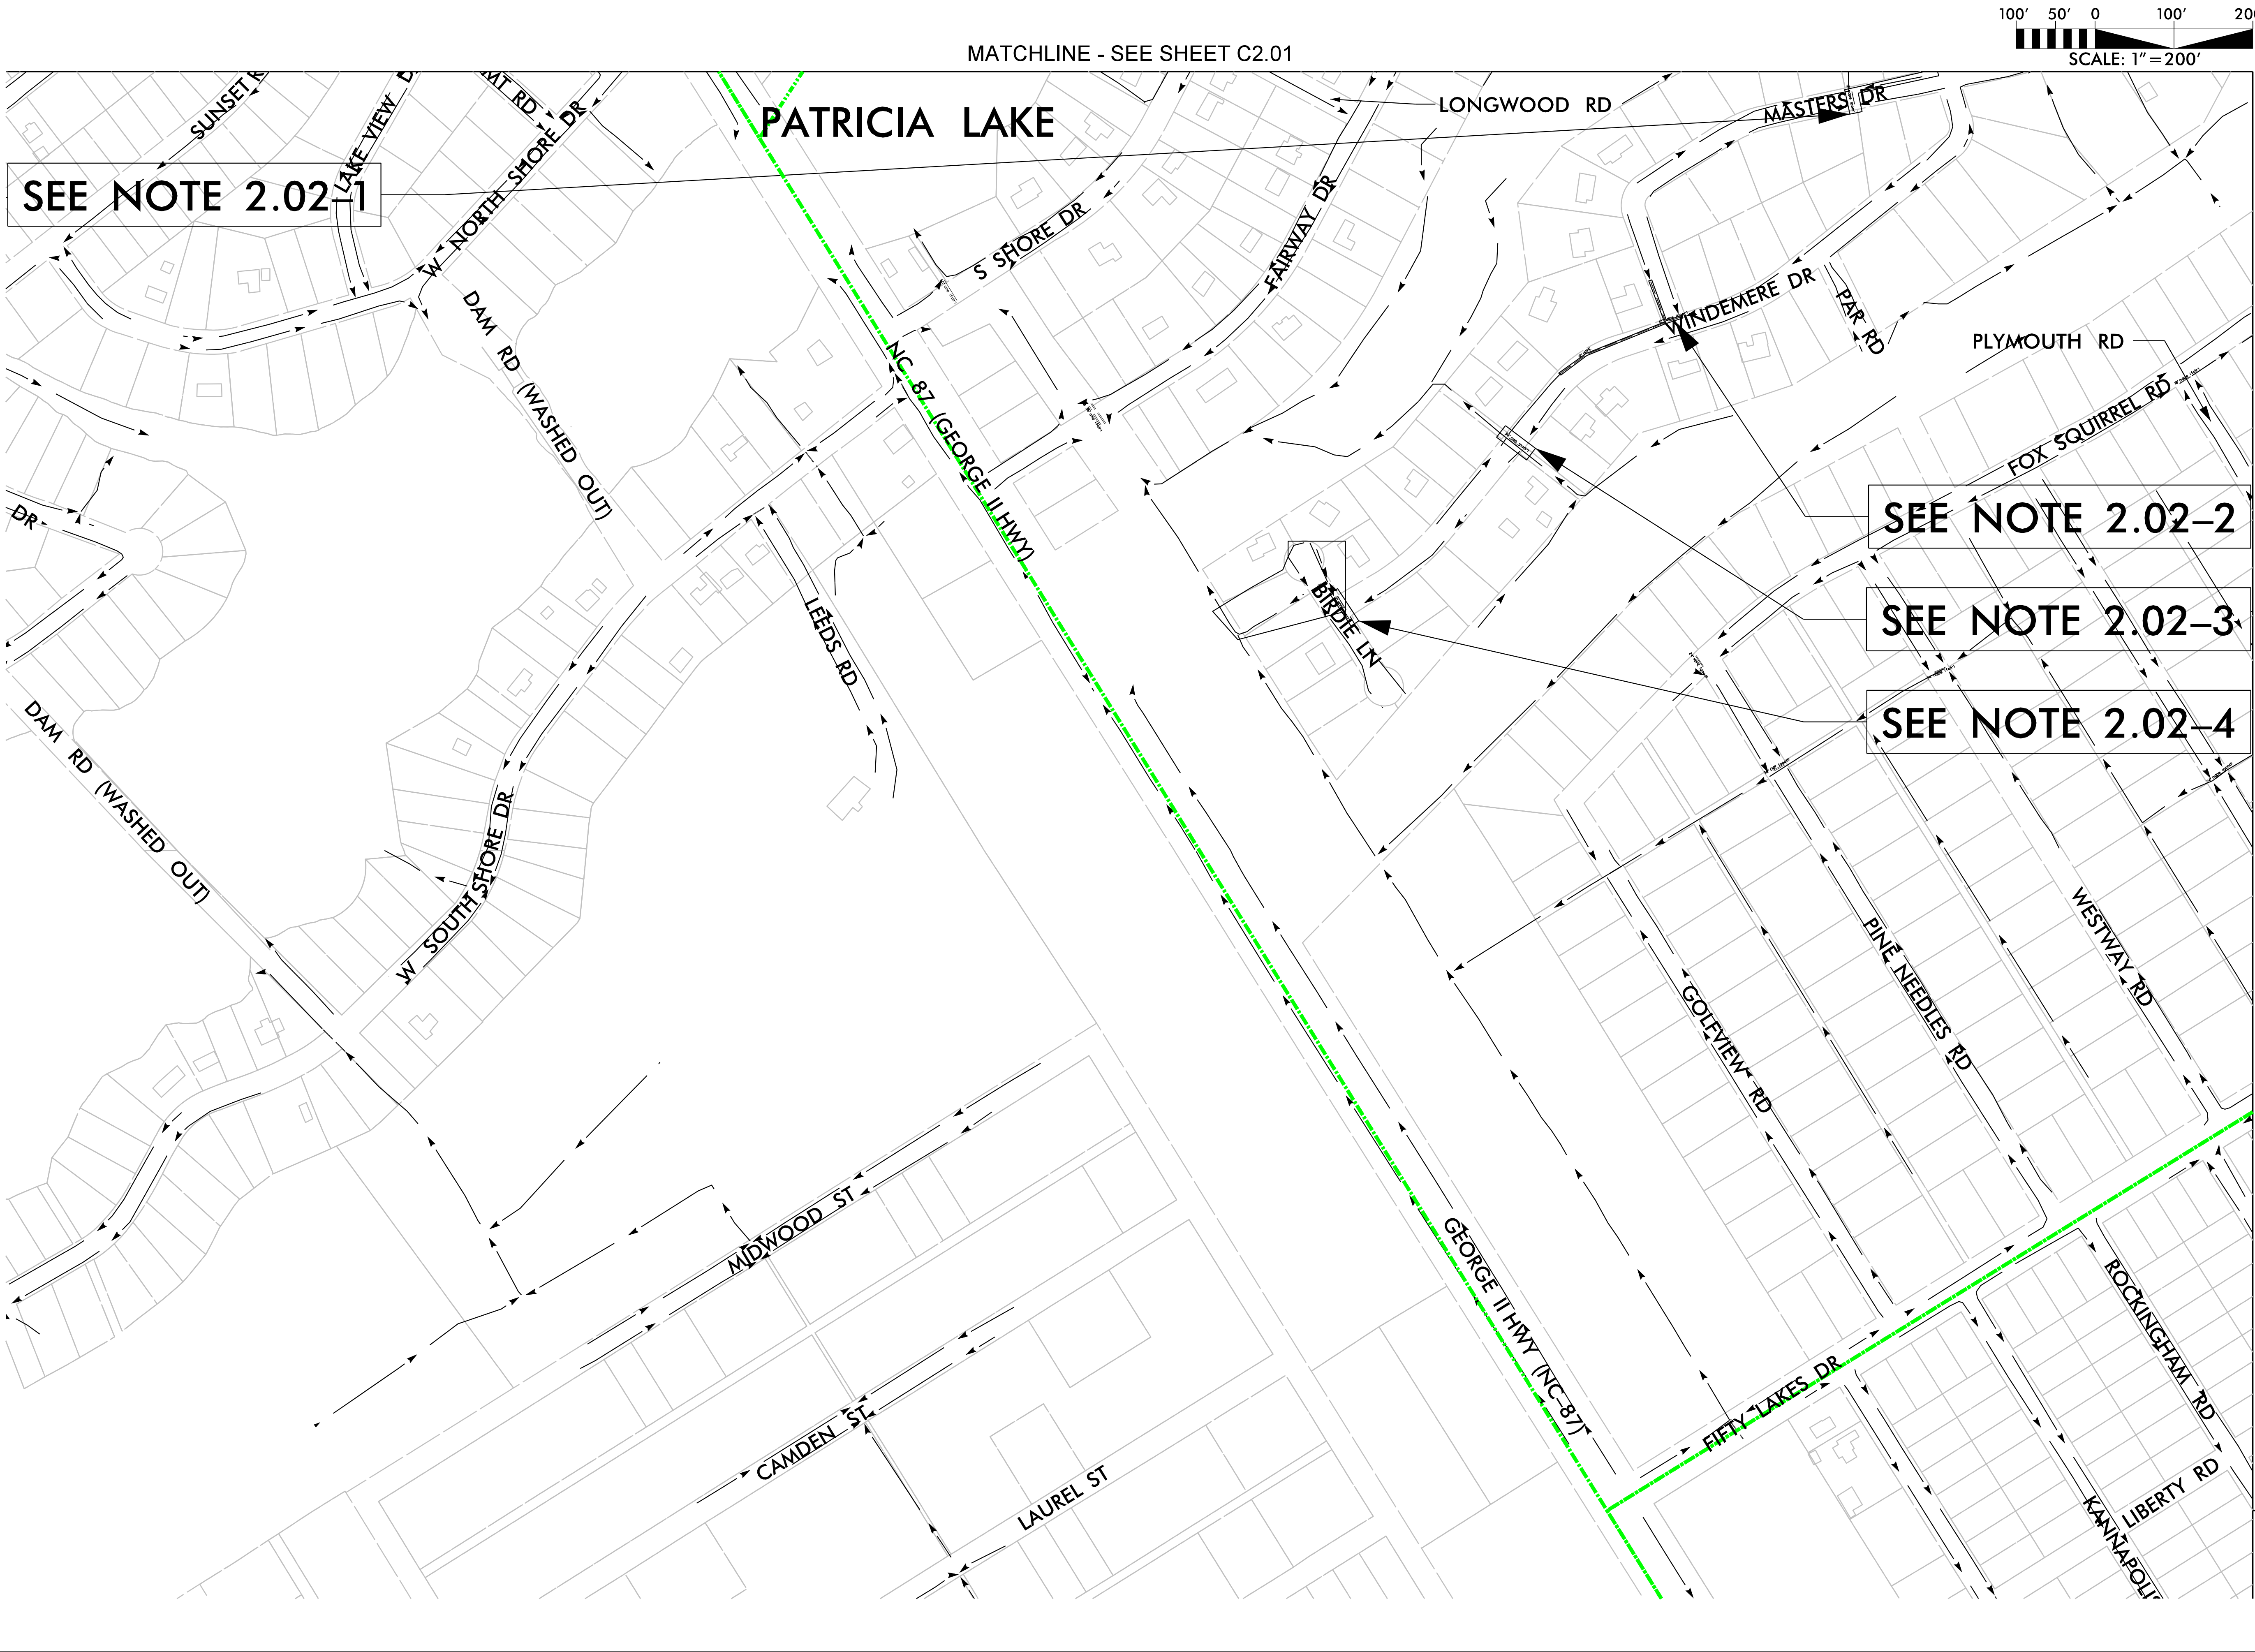 100' 50' 0 100' 20
SCALE: 1"=200'
MATCHLINE - SEE SHEET C2.01
SUNSET R
LAKE VIEW D
MT RD
W NORTH SHORE DR
PATRICIA LAKE
LONGWOOD RD
MASTERS DR
SEE NOTE 2.02-1
S SHORE DR
FAIRWAY DR
WINDEMERE DR
PAR RD
PLYMOUTH RD
DAM RD (WASHED OUT)
NC 87 (GEORGE II HWY)
FOX SQUIRREL RD
DR
SEE NOTE 2.02-2
SEE NOTE 2.02-3
SEE NOTE 2.02-4
LEEDS RD
BIRDIE LN
DAM RD (WASHED OUT)
W SOUTH SHORE DR
GOLFVIEW RD
PINE NEEDLES RD
WESTWAY RD
MIDWOOD ST
GEORGE II HWY (NC-87)
CAMDEN ST
FIFTY LAKES DR
ROCKINGHAM RD
LAUREL ST
LIBERTY RD
KANNAPOLIS